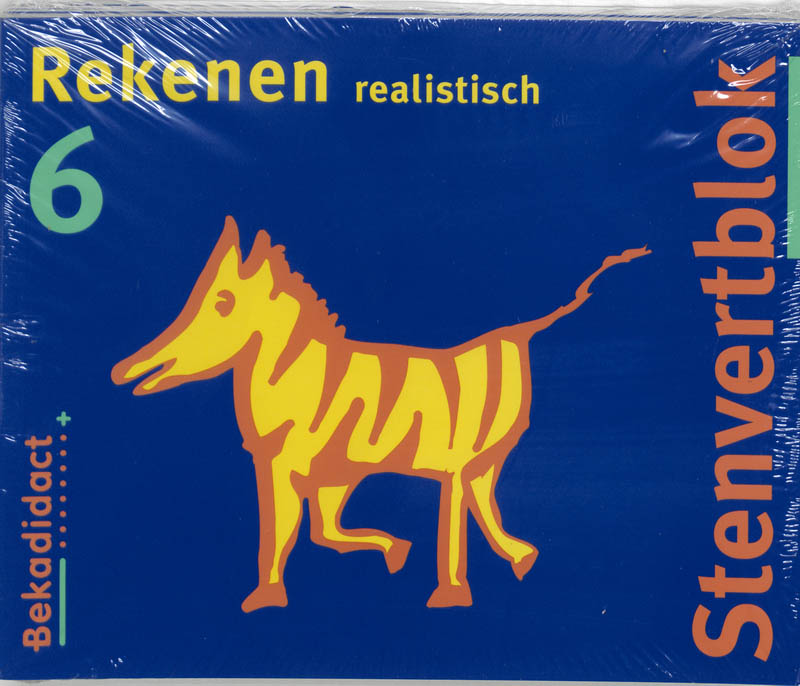 Rekenen realistisch
6
Stenvertblok
Bekadidact